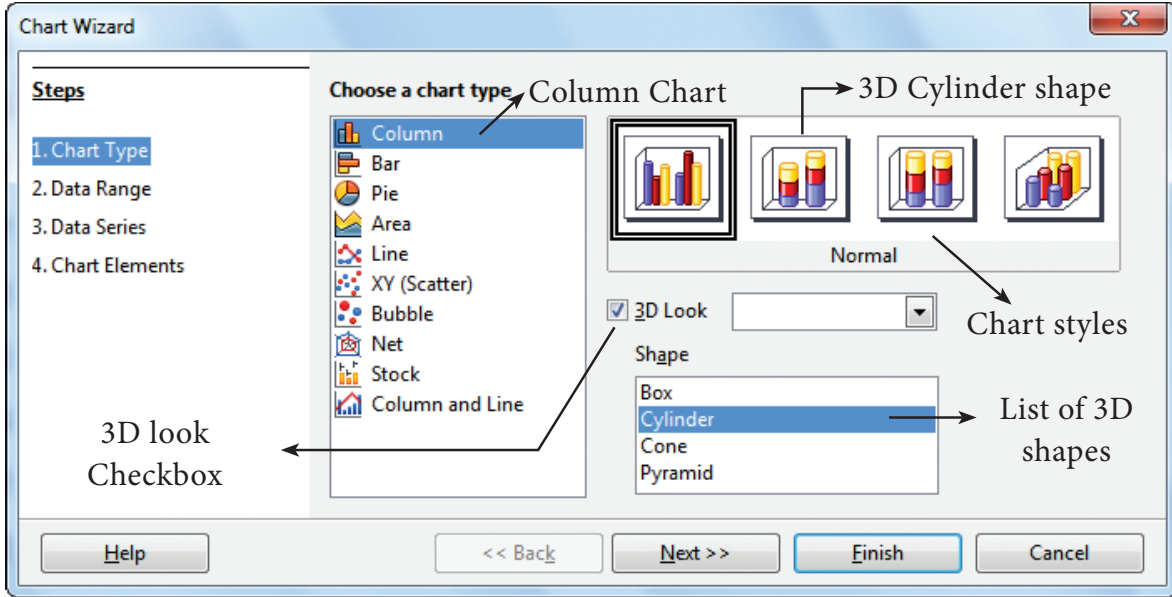 Chart Wizard
Steps
1. Chart Type
2. Data Range
3. Data Series
4. Chart Elements
Choose a chart type
Column Chart
3D Cylinder shape
Column
Bar
Pie
Area
Line
XY (Scatter)
Bubble
Net
Stock
Column and Line
Normal
3D Look
Chart styles
Shape
Box
Cylinder
Cone
Pyramid
List of 3D
shapes
3D look
Checkbox
Help
<< Back
Next >>
Finish
Cancel